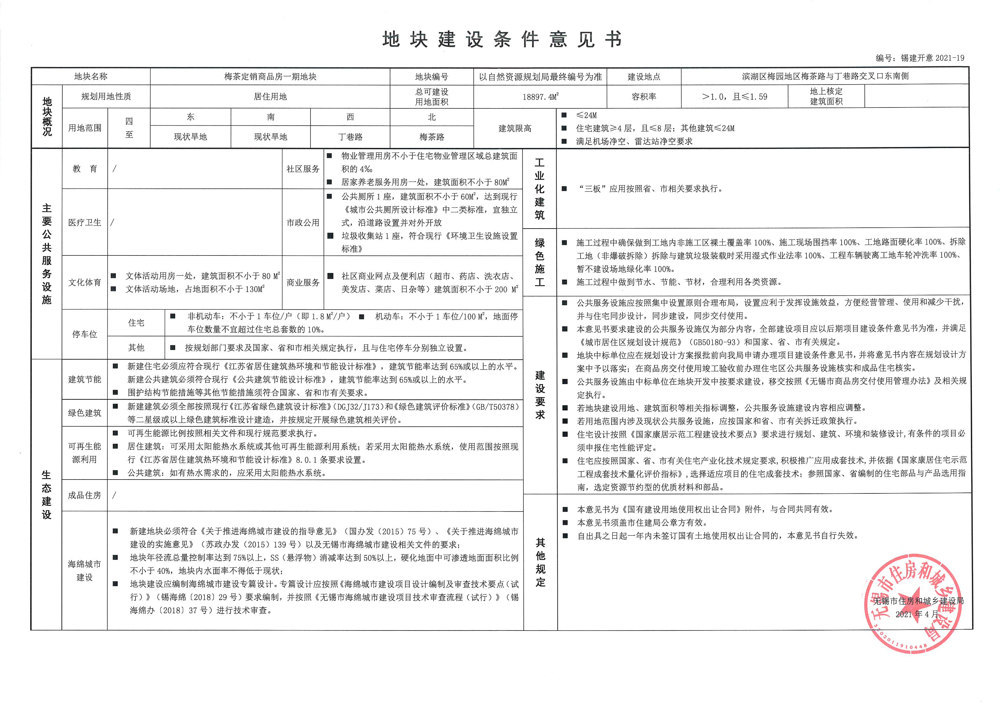 地块建设条件意见书
编号：锡建开意 2021-19
地块名称
梅茶定销商品房一期地块
地块编号
以自然资源规划局最终编号为准
建设地点
滨湖区梅园地区梅茶路与丁巷路交叉口东南侧
地块概况
规划用地性质
居住用地
总可建设
用地面积
18897.4M²
容积率
＞1.0，且≤1.59
地上核定
建筑面积
用地范围
四
至
东
南
西
北
现状旱地
现状旱地
丁巷路
梅茶路
建筑限高
■ ≤24M
■ 住宅建筑≥4 层，且≤8 层；其他建筑≤24M
■ 满足机场净空、雷达站净空要求
主要公共服务设施
教 育
/
社区服务
■ 物业管理用房不小于住宅物业管理区域总建筑面
积的 4‰
■ 居家养老服务用房一处，建筑面积不小于 80M²
医疗卫生
/
市政公用
■ 公共厕所 1 座，建筑面积不小于 60M²，达到现行
《城市公共厕所设计标准》中二类标准，宜独立
式，沿道路设置并对外开放
■ 垃圾收集站 1 座，符合现行《环境卫生设施设置
标准》
文化体育
■ 文体活动用房一处，建筑面积不小于 80 M²
■ 文体活动场地，占地面积不小于 130M²
商业服务
■ 社区商业网点及便利店（超市、药店、洗衣店、
美发店、菜店、日杂等）建筑面积不小于 200 M²
停车位
住宅
■ 非机动车：不小于 1 车位/户（即 1.8 M²/户） ■ 机动车：不小于 1 车位/100 M²，地面停
车位数量不宜超过住宅总套数的 10%。
其他
■ 按规划部门要求及国家、省和市相关规定执行，且与住宅停车分别独立设置。
生态建设
建筑节能
■ 新建住宅必须应符合现行《江苏省居住建筑热环境和节能设计标准》，建筑节能率达到 65%或以上的水平。
新建公共建筑必须符合现行《公共建筑节能设计标准》，建筑节能率达到 65%或以上的水平。
■ 围护结构节能措施等其他节能措施须符合国家、省和市有关要求。
绿色建筑
■ 新建建筑必须全部按照现行《江苏省绿色建筑设计标准》（DGJ32/J173）和《绿色建筑评价标准》（GB/T50378）
等二星级或以上绿色建筑标准设计建造，并按规定开展绿色建筑相关评价。
可再生能
源利用
■ 可再生能源比例按照相关文件和现行规范要求执行。
■ 居住建筑：可采用太阳能热水系统或其他可再生能源利用系统；若采用太阳能热水系统，使用范围按照现
行《江苏省居住建筑热环境和节能设计标准》8.0.1 条要求设置。
■ 公共建筑：如有热水需求的，应采用太阳能热水系统。
成品住房
/
海绵城市
建设
■ 新建地块必须符合《关于推进海绵城市建设的指导意见》（国办发（2015）75 号）、《关于推进海绵城市
建设的实施意见》（苏政办发（2015）139 号）以及无锡市海绵城市建设相关文件的要求；
■ 地块年径流总量控制率达到 75%以上，SS（悬浮物）消减率达到 50%以上，硬化地面中可渗透地面面积比例
不小于 40%，地块内水面率不得低于现状；
■ 地块建设应编制海绵城市建设专篇设计。专篇设计应按照《海绵城市建设项目设计编制及审查技术要点（试
行）》（锡海绵〔2018〕29 号）要求编制，并按照《无锡市海绵城市建设项目技术审查流程（试行）》（锡
海绵办〔2018〕37 号）进行技术审查。
工业化建筑
■ “三板”应用按照省、市相关要求执行。
绿色施工
■ 施工过程中确保做到工地内非施工区裸土覆盖率 100%、施工现场围挡率 100%、工地路面硬化率 100%、拆除
工地（非爆破拆除）拆除与建筑垃圾装载时采用湿式作业法率 100%、工程车辆驶离工地车轮冲洗率 100%、
暂不建设场地绿化率 100%。
■ 施工过程中做到节水、节能、节材，合理利用各类资源。
建设要求
■ 公共服务设施应按照集中设置原则合理布局，设置应利于发挥设施效益，方便经营管理、使用和减少干扰，
并与住宅同步设计，同步建设，同步交付使用。
■ 本意见书要求建设的公共服务设施仅为部分内容，全部建设项目应以后期项目建设条件意见书为准，并满足
《城市居住区规划设计规范》（GB50180-93）和国家、省、市有关规定。
■ 地块中标单位应在规划设计方案报批前向我局申请办理项目建设条件意见书，并将意见书内容在规划设计方
案中予以落实；在商品房交付使用竣工验收前办理住宅区公共服务设施核实和成品住宅核实。
■ 公共服务设施由中标单位在地块开发中按要求建设，移交按照《无锡市商品房交付使用管理办法》及相关规
定执行。
■ 若地块建设用地、建筑面积等相关指标调整，公共服务设施建设内容相应调整。
■ 若用地范围内涉及现状公共服务设施，应按国家和省、市有关拆迁政策执行。
■ 住宅设计按照《国家康居示范工程建设技术要点》要求进行规划、建筑、环境和装修设计,有条件的项目必
须申报住宅性能评定。
■ 住宅应按照国家、省、市有关住宅产业化技术规定要求,积极推广应用成套技术,并依据《国家康居住宅示范
工程成套技术量化评价指标》,选择适应项目的住宅成套技术；参照国家、省编制的住宅部品与产品选用指
南，选定资源节约型的优质材料和部品。
其他规定
■ 本意见书为《国有建设用地使用权出让合同》附件，与合同共同有效。
■ 本意见书须盖市住建局公章方有效。
■ 自出具之日起一年内未签订国有土地使用权出让合同的，本意见书自行失效。
无锡市住房和城乡建设局
2021 年 4 月
无锡市住房和城乡建设局
3202011910448